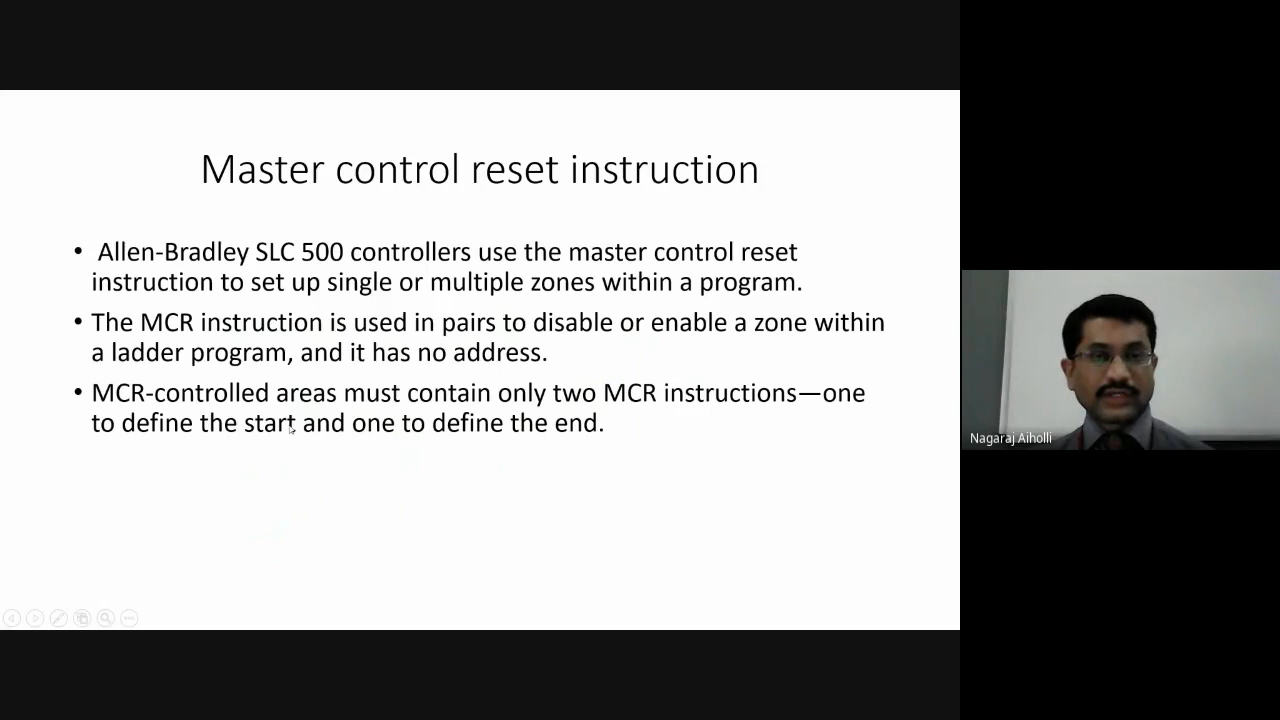 Master control reset instruction
• Allen-Bradley SLC 500 controllers use the master control reset
instruction to set up single or multiple zones within a program.
• The MCR instruction is used in pairs to disable or enable a zone within
a ladder program, and it has no address.
• MCR-controlled areas must contain only two MCR instructions—one
to define the start and one to define the end.
Nagaraj Aiholli